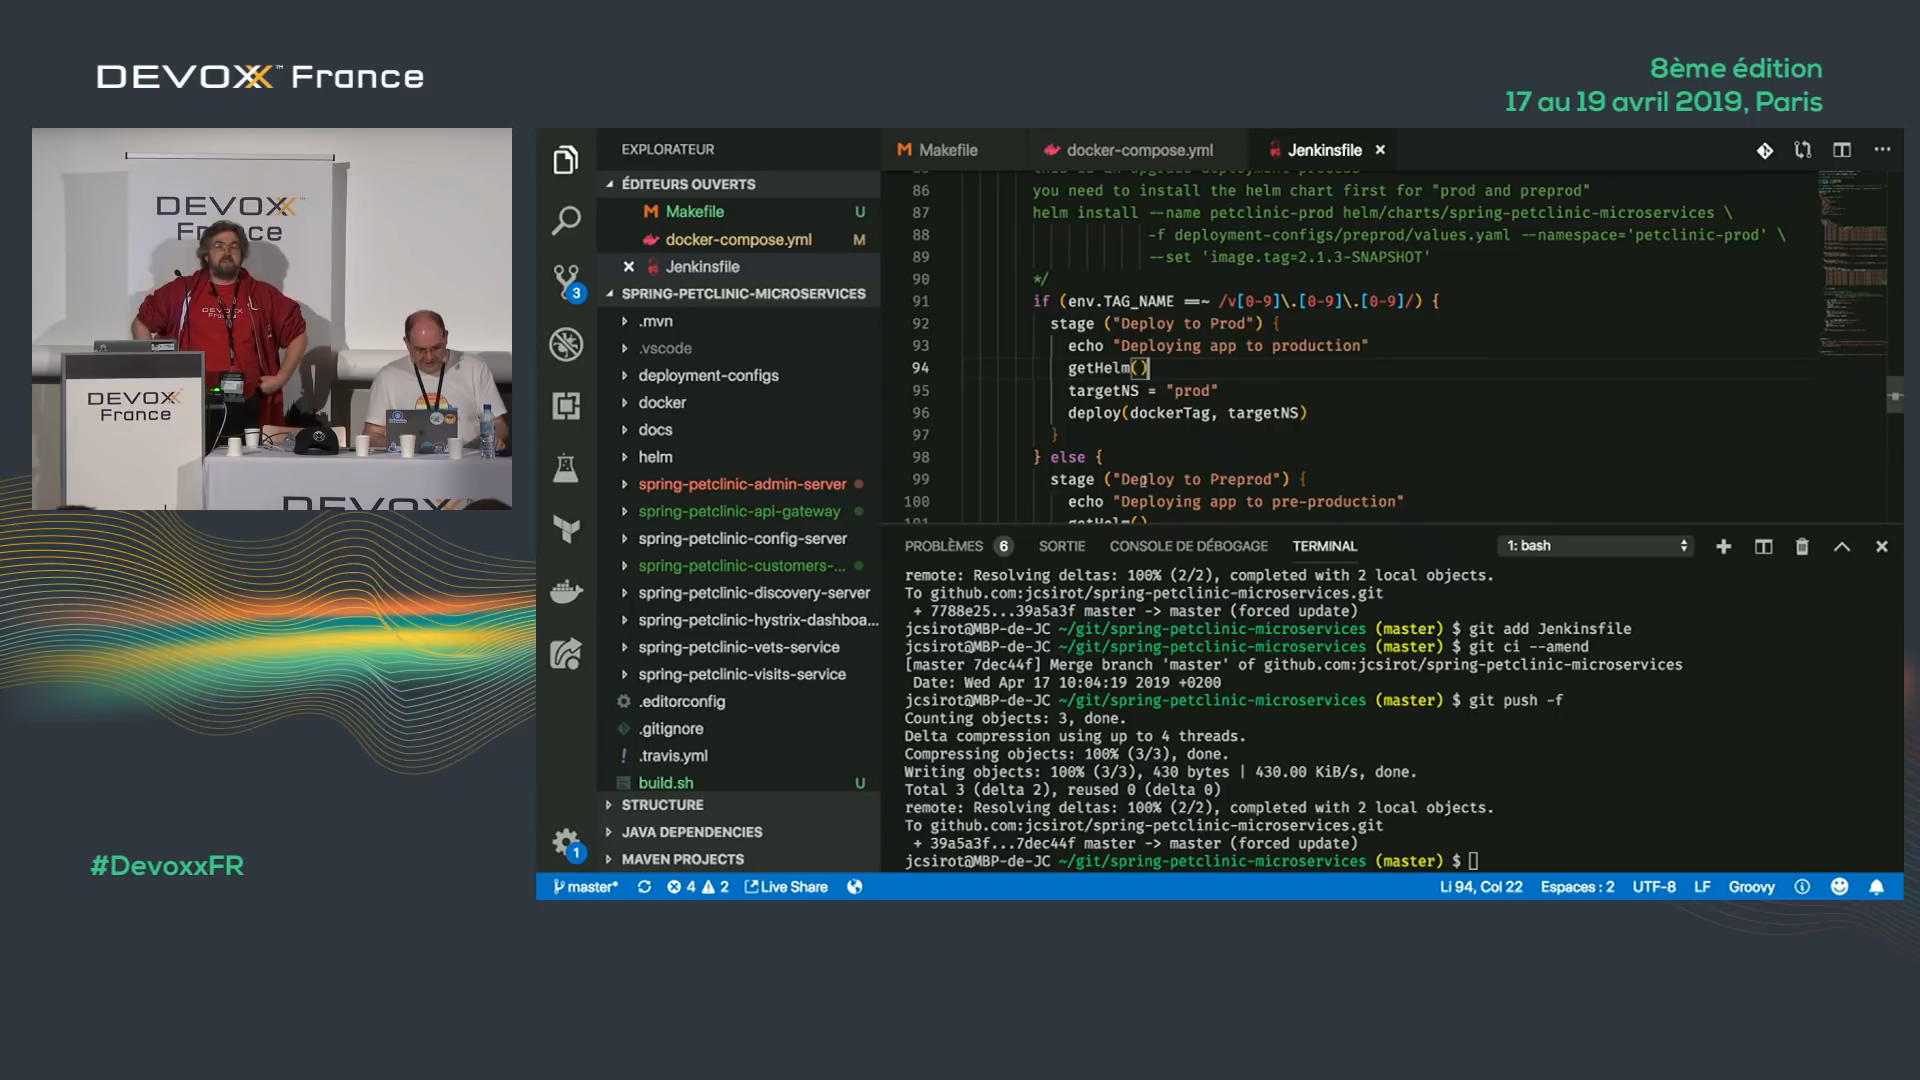 DEVOXX™ France
8ème édition
17 au 19 avril 2019, Paris
DEVOXX™
France
DEVOXX
France
DEVOXX
France
DEVOXX
#DevoxxFR
EXPLORATEUR
ÉDITEURS OUVERTS
Makefile U
docker-compose.yml M
Jenkinsfile
SPRING-PETCLINIC-MICROSERVICES
.mvn
.vscode
deployment-configs
docker
docs
helm
spring-petclinic-admin-server
spring-petclinic-api-gateway
spring-petclinic-config-server
spring-petclinic-customers-...
spring-petclinic-discovery-server
spring-petclinic-hystrix-dashboa...
spring-petclinic-vets-service
spring-petclinic-visits-service
.editorconfig
.gitignore
.travis.yml
build.sh U
STRUCTURE
JAVA DEPENDENCIES
MAVEN PROJECTS
3
1
Makefile
docker-compose.yml
Jenkinsfile
86 you need to install the helm chart first for "prod and preprod"
87 helm install --name petclinic-prod helm/charts/spring-petclinic-microservices \
88 -f deployment-configs/preprod/values.yaml --namespace='petclinic-prod' \
89 --set 'image.tag=2.1.3-SNAPSHOT'
90 */
91 if (env.TAG_NAME ==~ /v[0-9]\.[0-9]\.[0-9]/) {
92 stage ("Deploy to Prod") {
93 echo "Deploying app to production"
94 getHelm()
95 targetNS = "prod"
96 deploy(dockerTag, targetNS)
97 }
98 } else {
99 stage ("Deploy to Preprod") {
100 echo "Deploying app to pre-production"
101 getHelm()
PROBLÈMES 6 SORTIE CONSOLE DE DÉBOGAGE TERMINAL 1: bash
remote: Resolving deltas: 100% (2/2), completed with 2 local objects.
To github.com:jcsirot/spring-petclinic-microservices.git
+ 7788e25...39a5a3f master -> master (forced update)
jcsirot@MBP-de-JC ~/git/spring-petclinic-microservices (master) $ git add Jenkinsfile
jcsirot@MBP-de-JC ~/git/spring-petclinic-microservices (master) $ git ci --amend
[master 7dec44f] Merge branch 'master' of github.com:jcsirot/spring-petclinic-microservices
Date: Wed Apr 17 10:04:19 2019 +0200
jcsirot@MBP-de-JC ~/git/spring-petclinic-microservices (master) $ git push -f
Counting objects: 3, done.
Delta compression using up to 4 threads.
Compressing objects: 100% (3/3), done.
Writing objects: 100% (3/3), 430 bytes | 430.00 KiB/s, done.
Total 3 (delta 2), reused 0 (delta 0)
remote: Resolving deltas: 100% (2/2), completed with 2 local objects.
To github.com:jcsirot/spring-petclinic-microservices.git
+ 39a5a3f...7dec44f master -> master (forced update)
jcsirot@MBP-de-JC ~/git/spring-petclinic-microservices (master) $
master* 4 2 Live Share Li 94, Col 22 Espaces : 2 UTF-8 LF Groovy